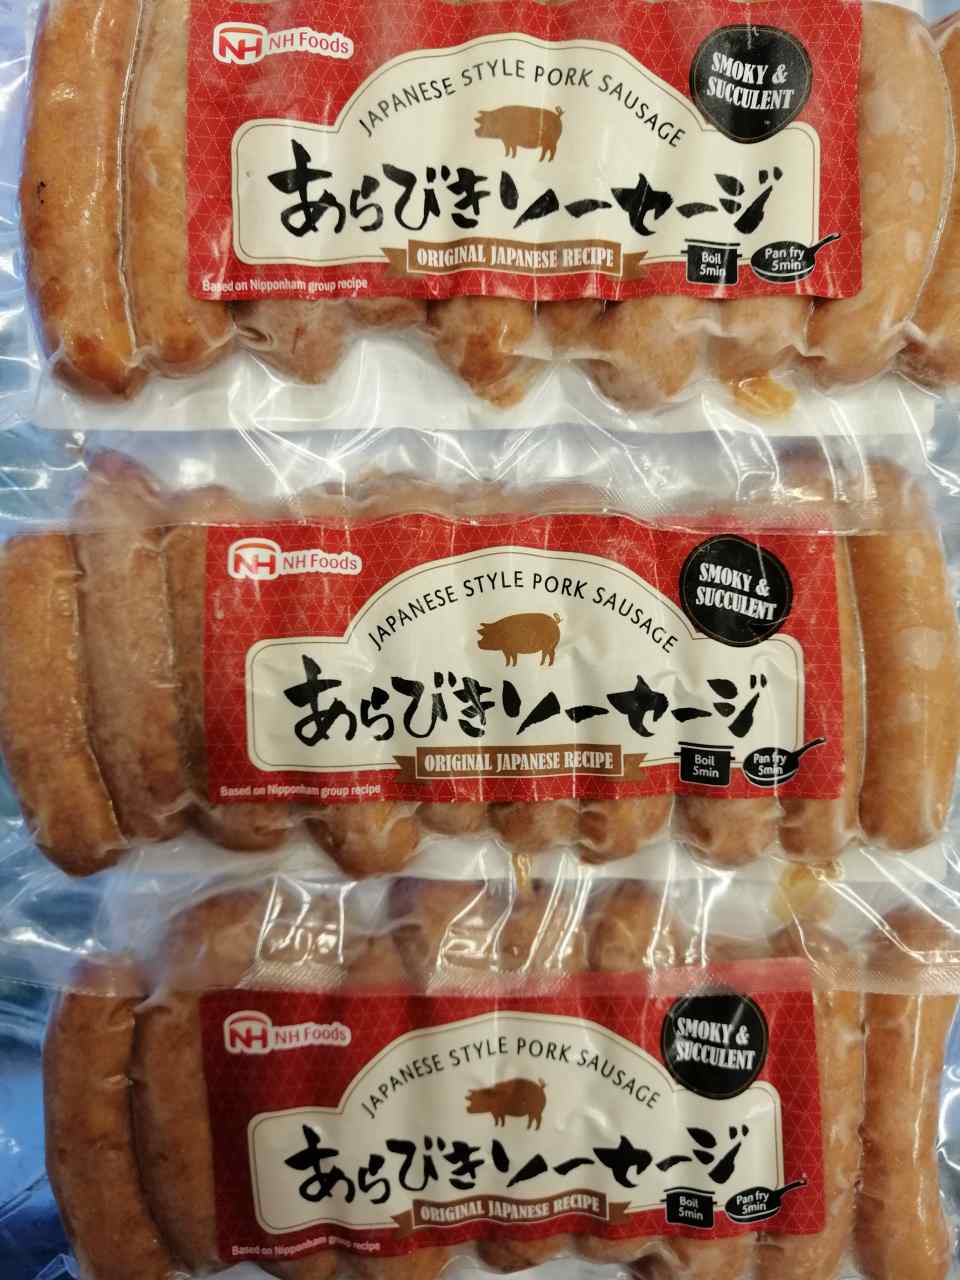 NH NH Foods
JAPANESE STYLE PORK SAUSAGE
SMOKY &
SUCCULENT
あらびきソーセージ
ORIGINAL JAPANESE RECIPE
Boil
5min
Pan fry
5min
Based on Nipponham group recipe
NH NH Foods
JAPANESE STYLE PORK SAUSAGE
SMOKY &
SUCCULENT
あらびきソーセージ
ORIGINAL JAPANESE RECIPE
Boil
5min
Pan fry
5min
Based on Nipponham group recipe
NH NH Foods
JAPANESE STYLE PORK SAUSAGE
SMOKY &
SUCCULENT
あらびきソーセージ
ORIGINAL JAPANESE RECIPE
Boil
5min
Pan fry
5min
Based on Nipponham group recipe